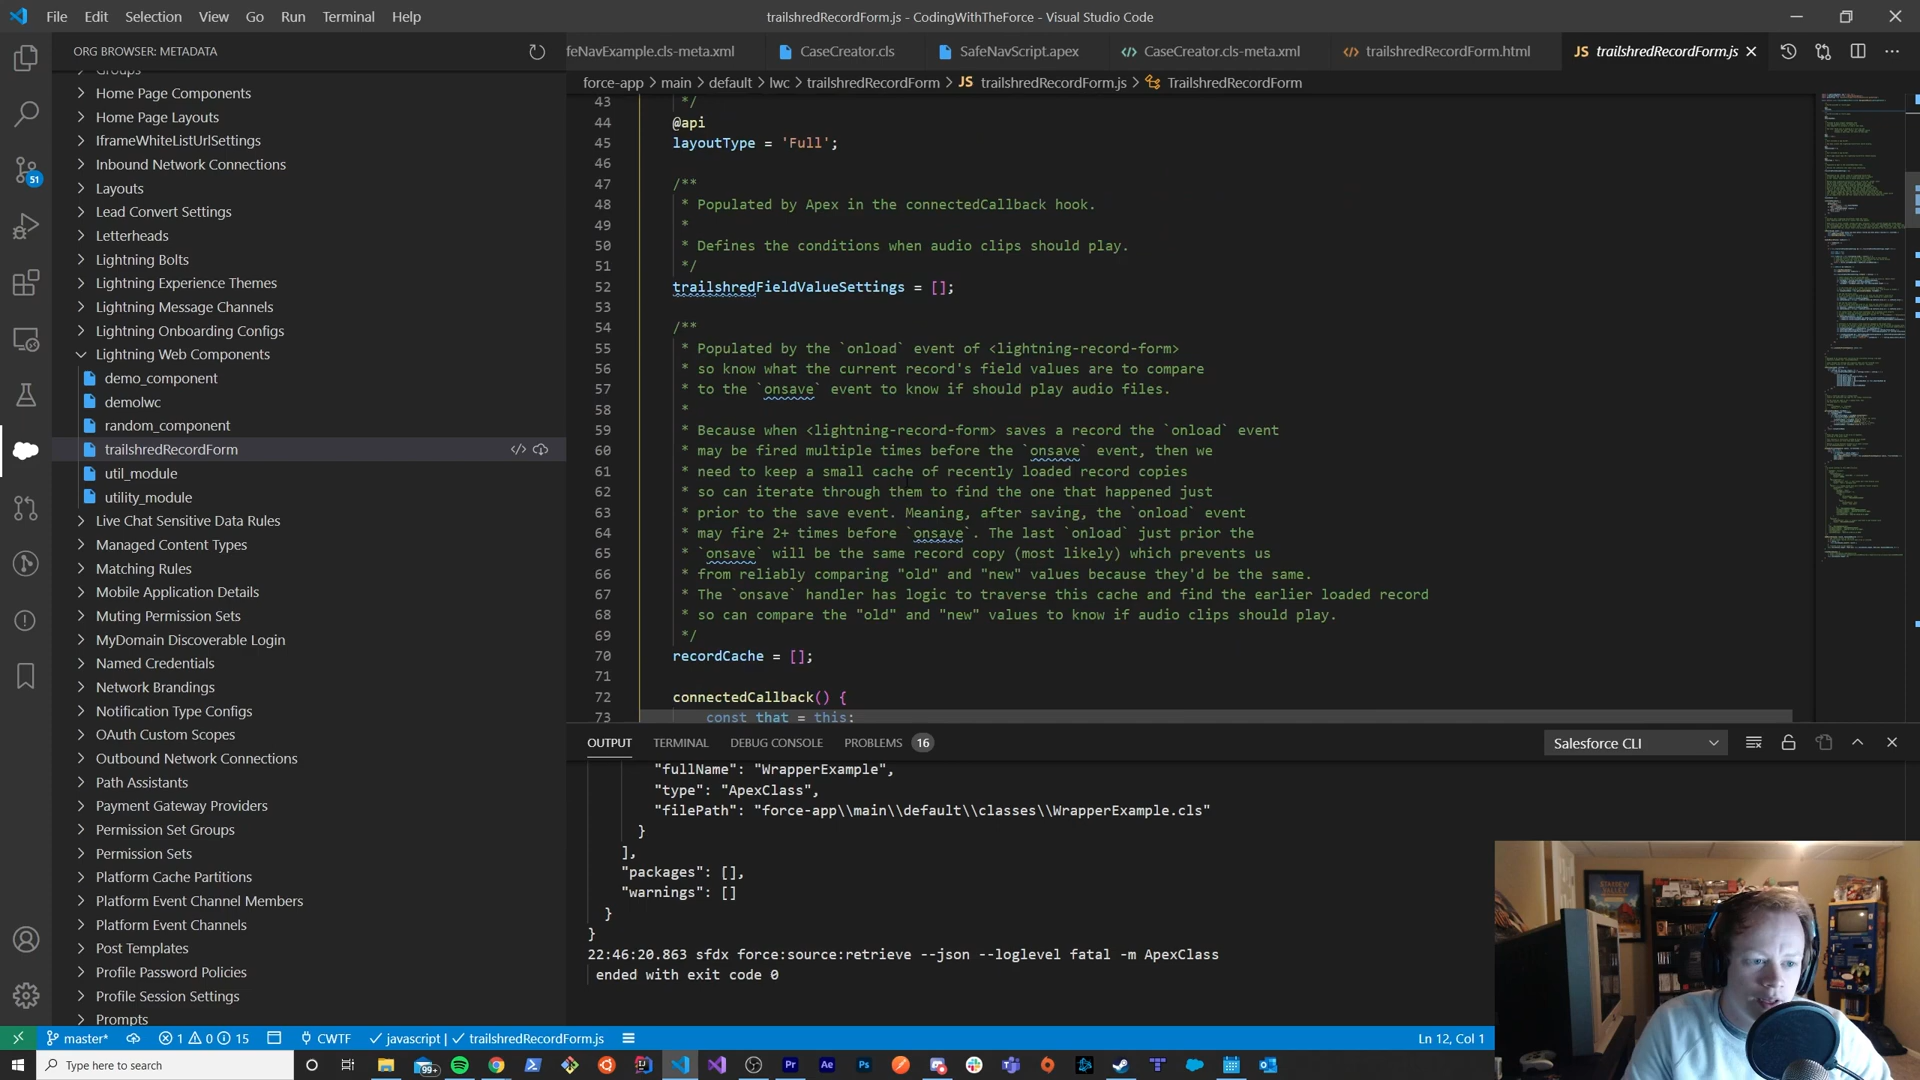 File Edit Selection View Go Run Terminal Help
trailshredRecordForm.js - CodingWithTheForce - Visual Studio Code
ORG BROWSER: METADATA
Groups
Home Page Components
Home Page Layouts
IframeWhiteListUrlSettings
Inbound Network Connections
Layouts
Lead Convert Settings
Letterheads
Lightning Bolts
Lightning Experience Themes
Lightning Message Channels
Lightning Onboarding Configs
Lightning Web Components
demo_component
demolwc
random_component
trailshredRecordForm
util_module
utility_module
Live Chat Sensitive Data Rules
Managed Content Types
Matching Rules
Mobile Application Details
Muting Permission Sets
MyDomain Discoverable Login
Named Credentials
Network Brandings
Notification Type Configs
OAuth Custom Scopes
Outbound Network Connections
Path Assistants
Payment Gateway Providers
Permission Set Groups
Permission Sets
Platform Cache Partitions
Platform Event Channel Members
Platform Event Channels
Post Templates
Profile Password Policies
Profile Session Settings
Prompts
51
feNavExample.cls-meta.xml CaseCreator.cls SafeNavScript.apex CaseCreator.cls-meta.xml trailshredRecordForm.html JS trailshredRecordForm.js
force-app > main > default > lwc > trailshredRecordForm > JS trailshredRecordForm.js > TrailshredRecordForm
43 */
44 @api
45 layoutType = 'Full';
46
47 /**
48 * Populated by Apex in the connectedCallback hook.
49 *
50 * Defines the conditions when audio clips should play.
51 */
52 trailshredFieldValueSettings = [];
53
54 /**
55 * Populated by the `onload` event of <lightning-record-form>
56 * so know what the current record's field values are to compare
57 * to the `onsave` event to know if should play audio files.
58 *
59 * Because when <lightning-record-form> saves a record the `onload` event
60 * may be fired multiple times before the `onsave` event, then we
61 * need to keep a small cache of recently loaded record copies
62 * so can iterate through them to find the one that happened just
63 * prior to the save event. Meaning, after saving, the `onload` event
64 * may fire 2+ times before `onsave`. The last `onload` just prior the
65 * `onsave` will be the same record copy (most likely) which prevents us
66 * from reliably comparing "old" and "new" values because they'd be the same.
67 * The `onsave` handler has logic to traverse this cache and find the earlier loaded record
68 * so can compare the "old" and "new" values to know if audio clips should play.
69 */
70 recordCache = [];
71
72 connectedCallback() {
73 const that = this;
OUTPUT TERMINAL DEBUG CONSOLE PROBLEMS 16 Salesforce CLI
"fullName": "WrapperExample",
"type": "ApexClass",
"filePath": "force-app\\main\\default\\classes\\WrapperExample.cls"
}
],
"packages": [],
"warnings": []
}
}
22:46:20.863 sfdx force:source:retrieve --json --loglevel fatal -m ApexClass
ended with exit code 0
master* 1 0 15 CWTF javascript | trailshredRecordForm.js Ln 12, Col 1
Type here to search
99+